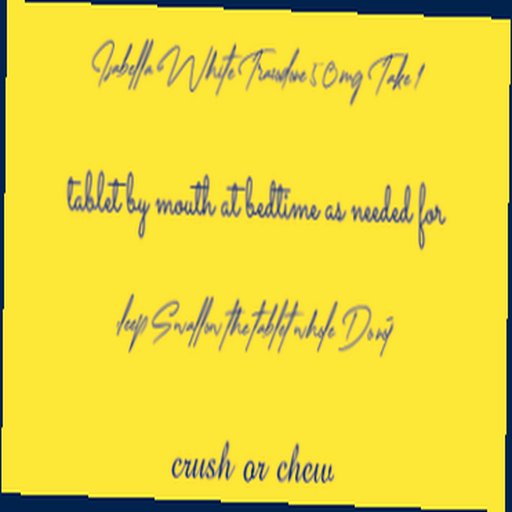 Isabella White Trazodone 50mg Take 1
tablet by mouth at bedtime as needed for
sleep Swallow the tablet whole Don't
crush or chew